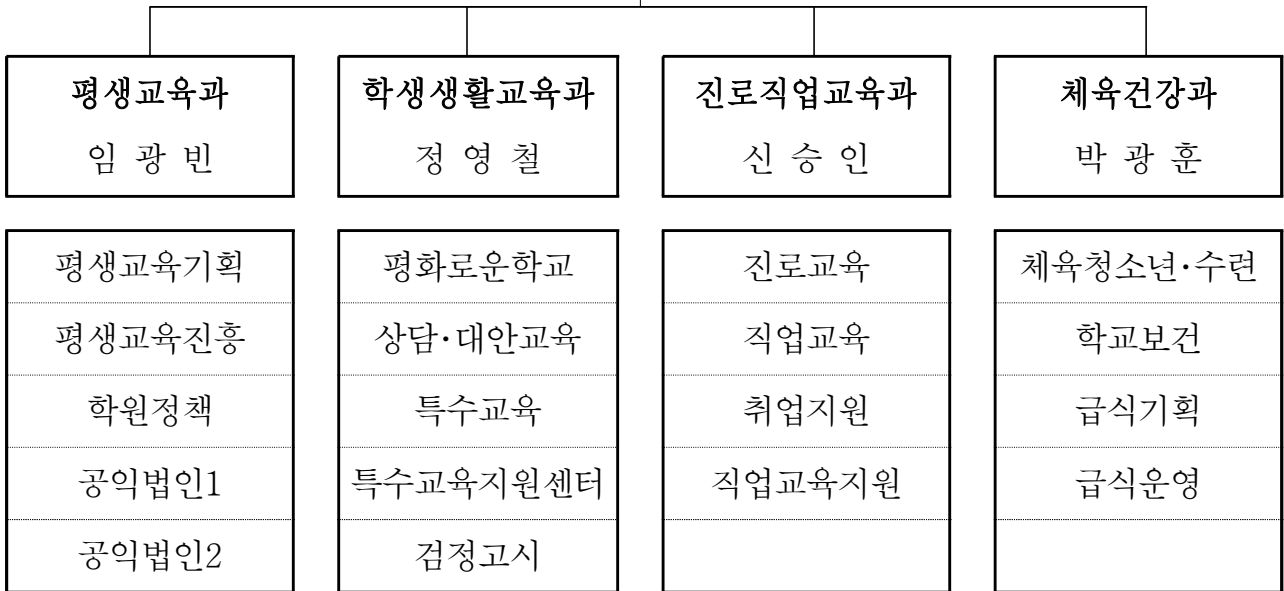 평생교육과
임 광 빈
학생생활교육과
정 영 철
진로직업교육과
신 승 인
체육건강과
박 광 훈
평생교육기획
평생교육진흥
학원정책
공익법인1
공익법인2
평화로운학교
상담·대안교육
특수교육
특수교육지원센터
검정고시
진로교육
직업교육
취업지원
직업교육지원
체육청소년·수련
학교보건
급식기획
급식운영